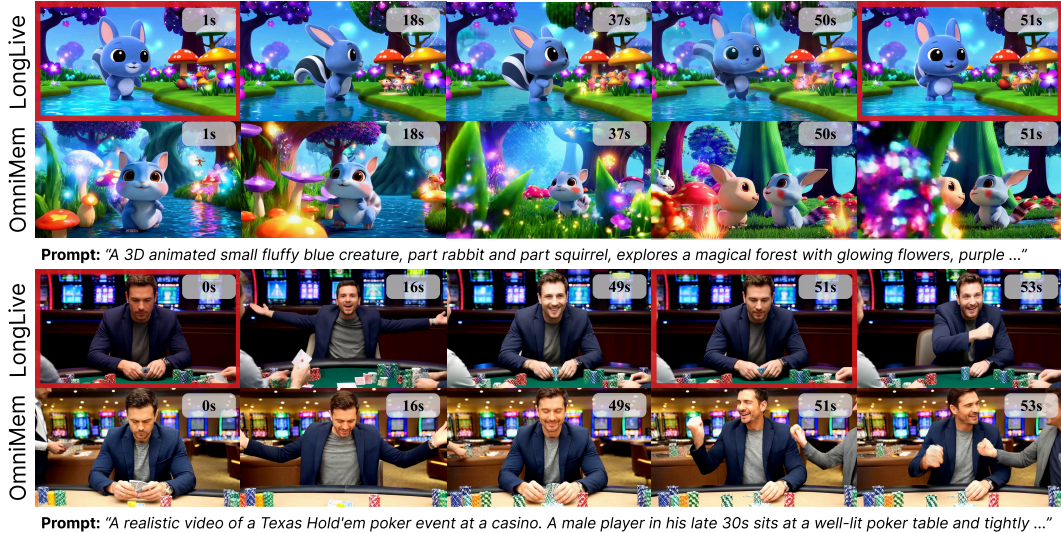 LongLive
1s
18s
37s
50s
51s
OmniMem
1s
18s
37s
50s
51s
Prompt: “A 3D animated small fluffy blue creature, part rabbit and part squirrel, explores a magical forest with glowing flowers, purple ...”
LongLive
0s
16s
49s
51s
53s
OmniMem
0s
16s
49s
51s
53s
Prompt: “A realistic video of a Texas Hold'em poker event at a casino. A male player in his late 30s sits at a well-lit poker table and tightly ...”